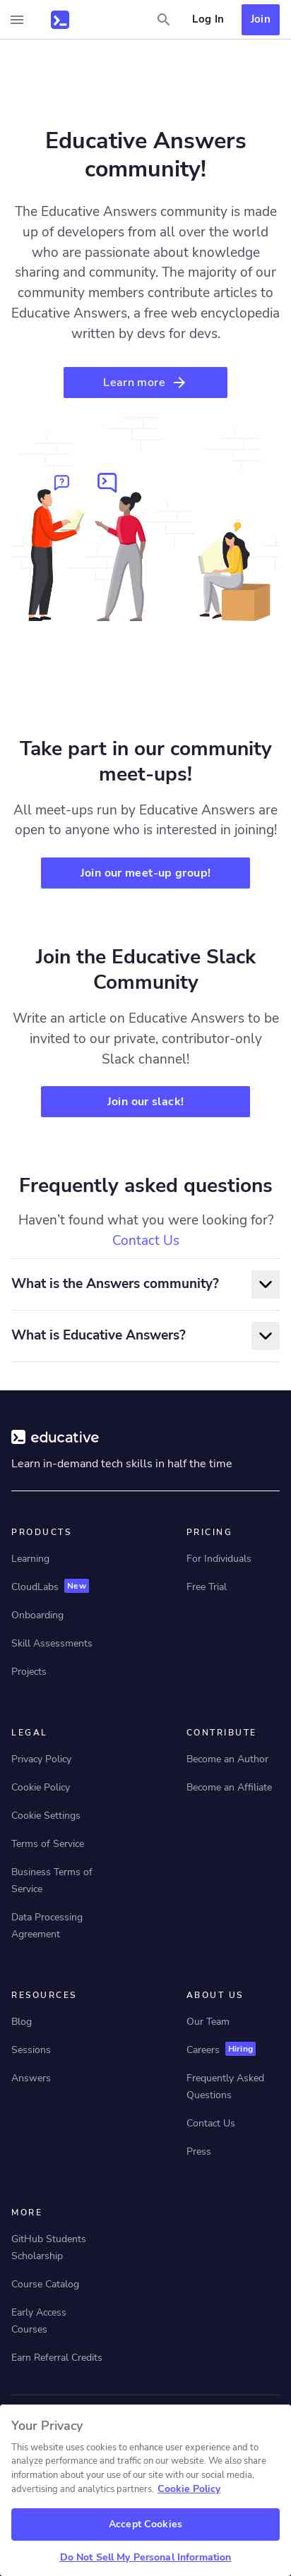 Log In
Join
Educative Answers
community!
The Educative Answers community is made
up of developers from all over the world
who are passionate about knowledge
sharing and community. The majority of our
community members contribute articles to
Educative Answers, a free web encyclopedia
written by devs for devs.
Learn more
?
Take part in our community
meet-ups!
All meet-ups run by Educative Answers are
open to anyone who is interested in joining!
Join our meet-up group!
Join the Educative Slack
Community
Write an article on Educative Answers to be
invited to our private, contributor-only
Slack channel!
Join our slack!
Frequently asked questions
Haven’t found what you were looking for?
Contact Us
What is the Answers community?
What is Educative Answers?
educative
Learn in-demand tech skills in half the time
PRODUCTS
Learning
CloudLabs New
Onboarding
Skill Assessments
Projects
PRICING
For Individuals
Free Trial
LEGAL
Privacy Policy
Cookie Policy
Cookie Settings
Terms of Service
Business Terms of
Service
Data Processing
Agreement
CONTRIBUTE
Become an Author
Become an Affiliate
RESOURCES
Blog
Sessions
Answers
ABOUT US
Our Team
Careers Hiring
Frequently Asked
Questions
Contact Us
Press
MORE
GitHub Students
Scholarship
Course Catalog
Early Access
Courses
Earn Referral Credits
Your Privacy
This website uses cookies to enhance user experience and to
analyze performance and traffic on our website. We also share
information about your use of our site with our social media,
advertising and analytics partners. Cookie Policy
Accept Cookies
Do Not Sell My Personal Information